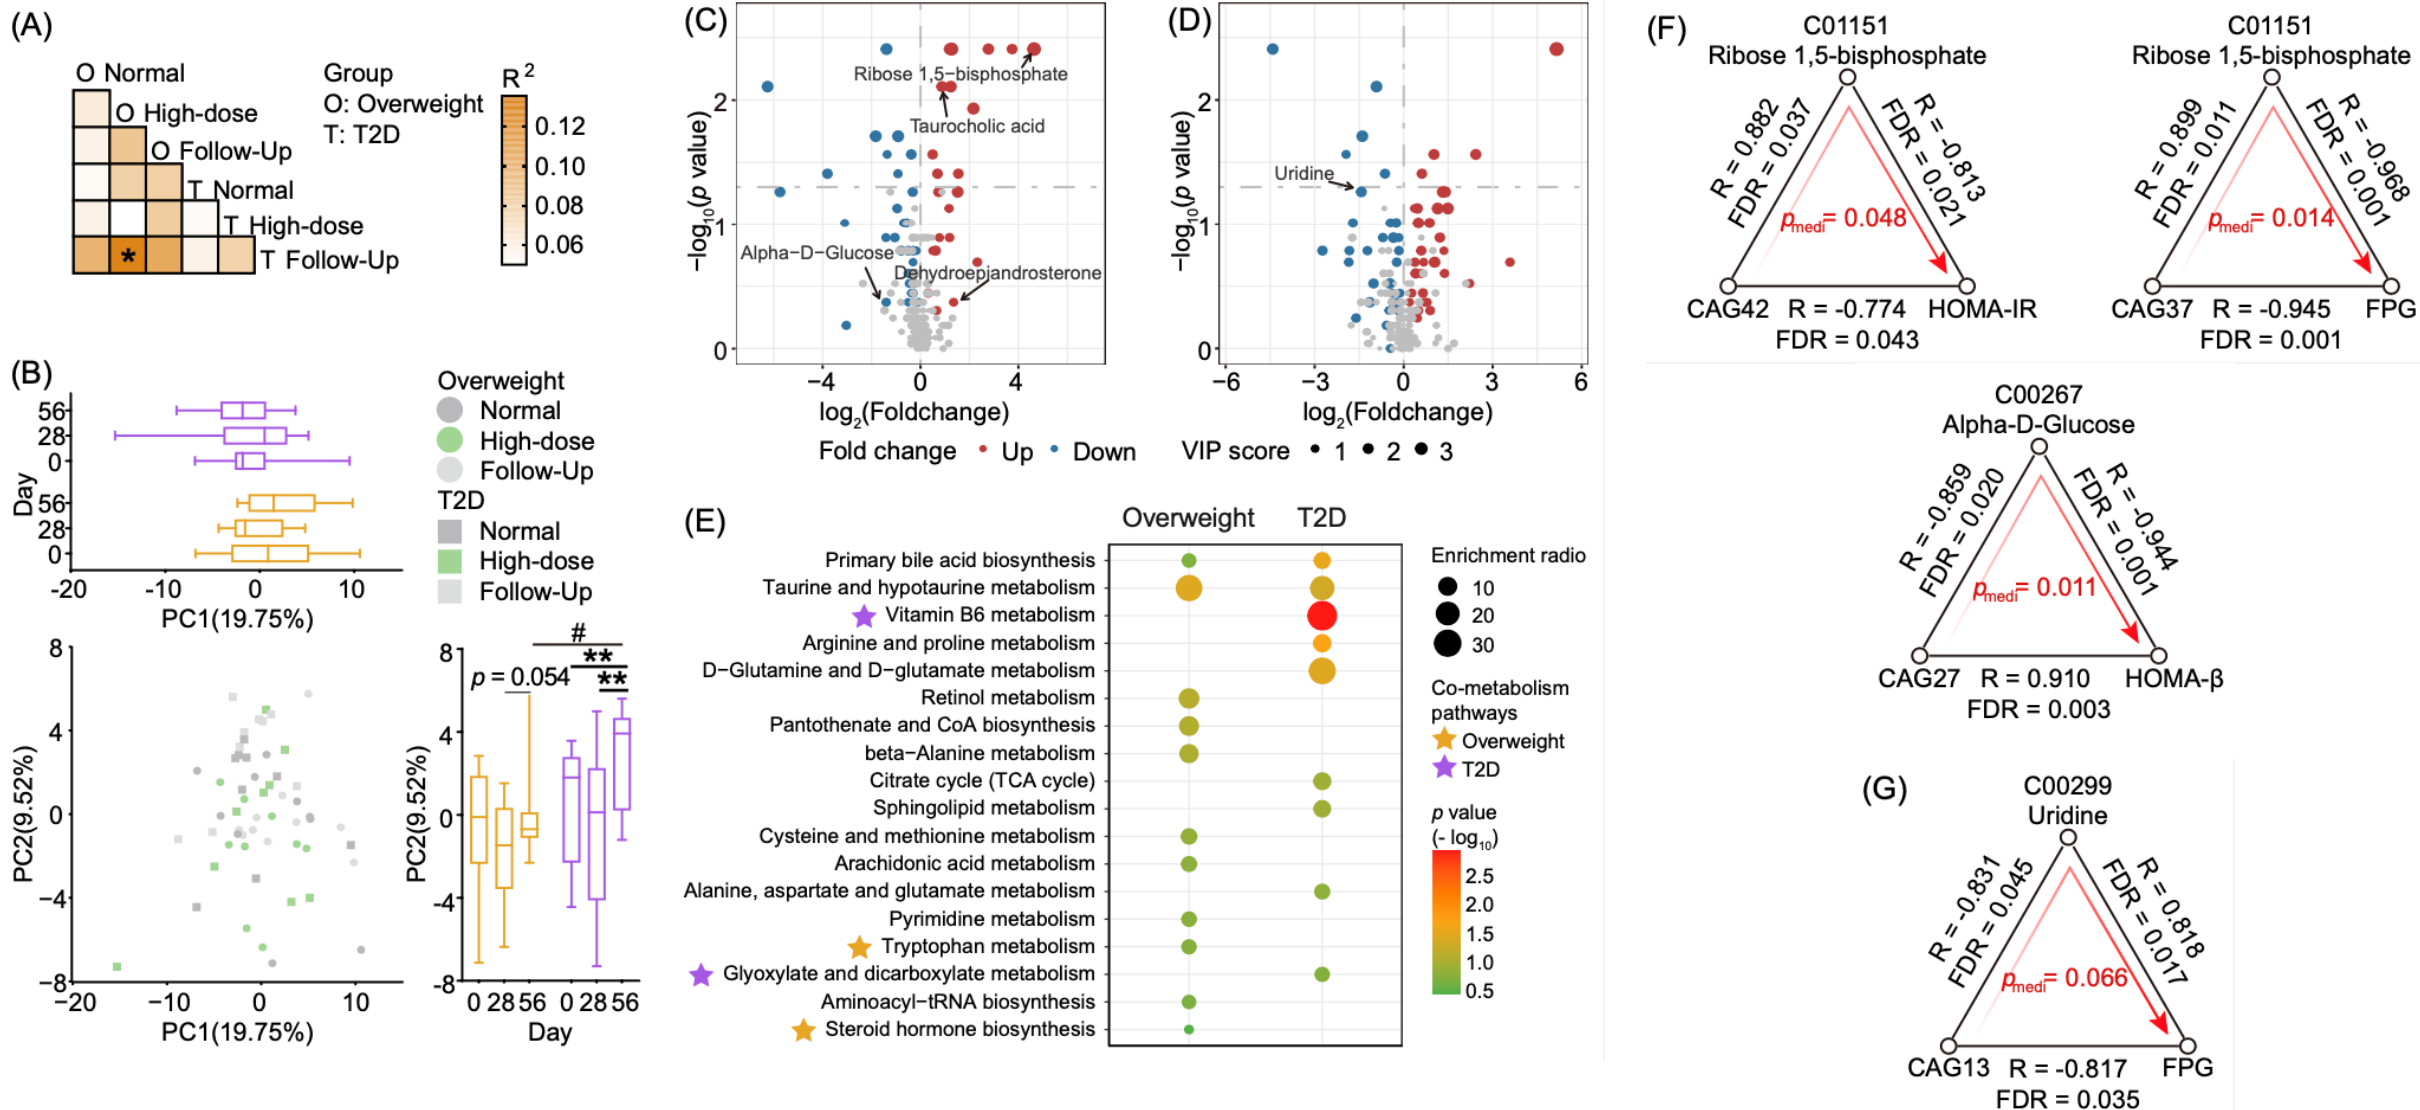 (A)
O Normal
O High-dose
O Follow-Up
T Normal
T High-dose
T Follow-Up
*
Group
O: Overweight
T: T2D
R²
0.12
0.10
0.08
0.06
(B)
Day
56
28
0
56
28
0
-20 -10 0 10
PC1(19.75%)
Overweight
Normal
High-dose
Follow-Up
T2D
Normal
High-dose
Follow-Up
PC2(9.52%)
8
4
0
−4
−8
−20 −10 0 10
PC1(19.75%)
PC2(9.52%)
8
4
0
-4
-8
#
**
p = 0.054
**
0 28 56 0 28 56
Day
(C)
−log10(p value)
2
1
0
Ribose 1,5−bisphosphate
Taurocholic acid
Alpha−D−Glucose
Dehydroepiandrosterone
−4 0 4
log2(Foldchange)
(D)
−log10(p value)
2
1
0
Uridine
−6 −3 0 3 6
log2(Foldchange)
Fold change Up Down VIP score 1 2 3
(E)
Overweight T2D
Primary bile acid biosynthesis
Taurine and hypotaurine metabolism
Vitamin B6 metabolism
Arginine and proline metabolism
D−Glutamine and D−glutamate metabolism
Retinol metabolism
Pantothenate and CoA biosynthesis
beta−Alanine metabolism
Citrate cycle (TCA cycle)
Sphingolipid metabolism
Cysteine and methionine metabolism
Arachidonic acid metabolism
Alanine, aspartate and glutamate metabolism
Pyrimidine metabolism
Tryptophan metabolism
Glyoxylate and dicarboxylate metabolism
Aminoacyl−tRNA biosynthesis
Steroid hormone biosynthesis
Enrichment radio
10
20
30
Co-metabolism
pathways
Overweight
T2D
p value
(- log10)
2.5
2.0
1.5
1.0
0.5
(F)
C01151
Ribose 1,5-bisphosphate
R = 0.882
FDR = 0.037
R = -0.813
FDR = 0.021
pmedi= 0.048
CAG42 R = -0.774 HOMA-IR
FDR = 0.043
C01151
Ribose 1,5-bisphosphate
R = 0.899
FDR = 0.011
R = -0.968
FDR = 0.001
pmedi= 0.014
CAG37 R = -0.945 FPG
FDR = 0.001
C00267
Alpha-D-Glucose
R = -0.859
FDR = 0.020
R = -0.944
FDR = 0.001
pmedi= 0.011
CAG27 R = 0.910 HOMA-β
FDR = 0.003
(G)
C00299
Uridine
R = -0.831
FDR = 0.045
R = 0.818
FDR = 0.017
pmedi= 0.066
CAG13 R = -0.817 FPG
FDR = 0.035